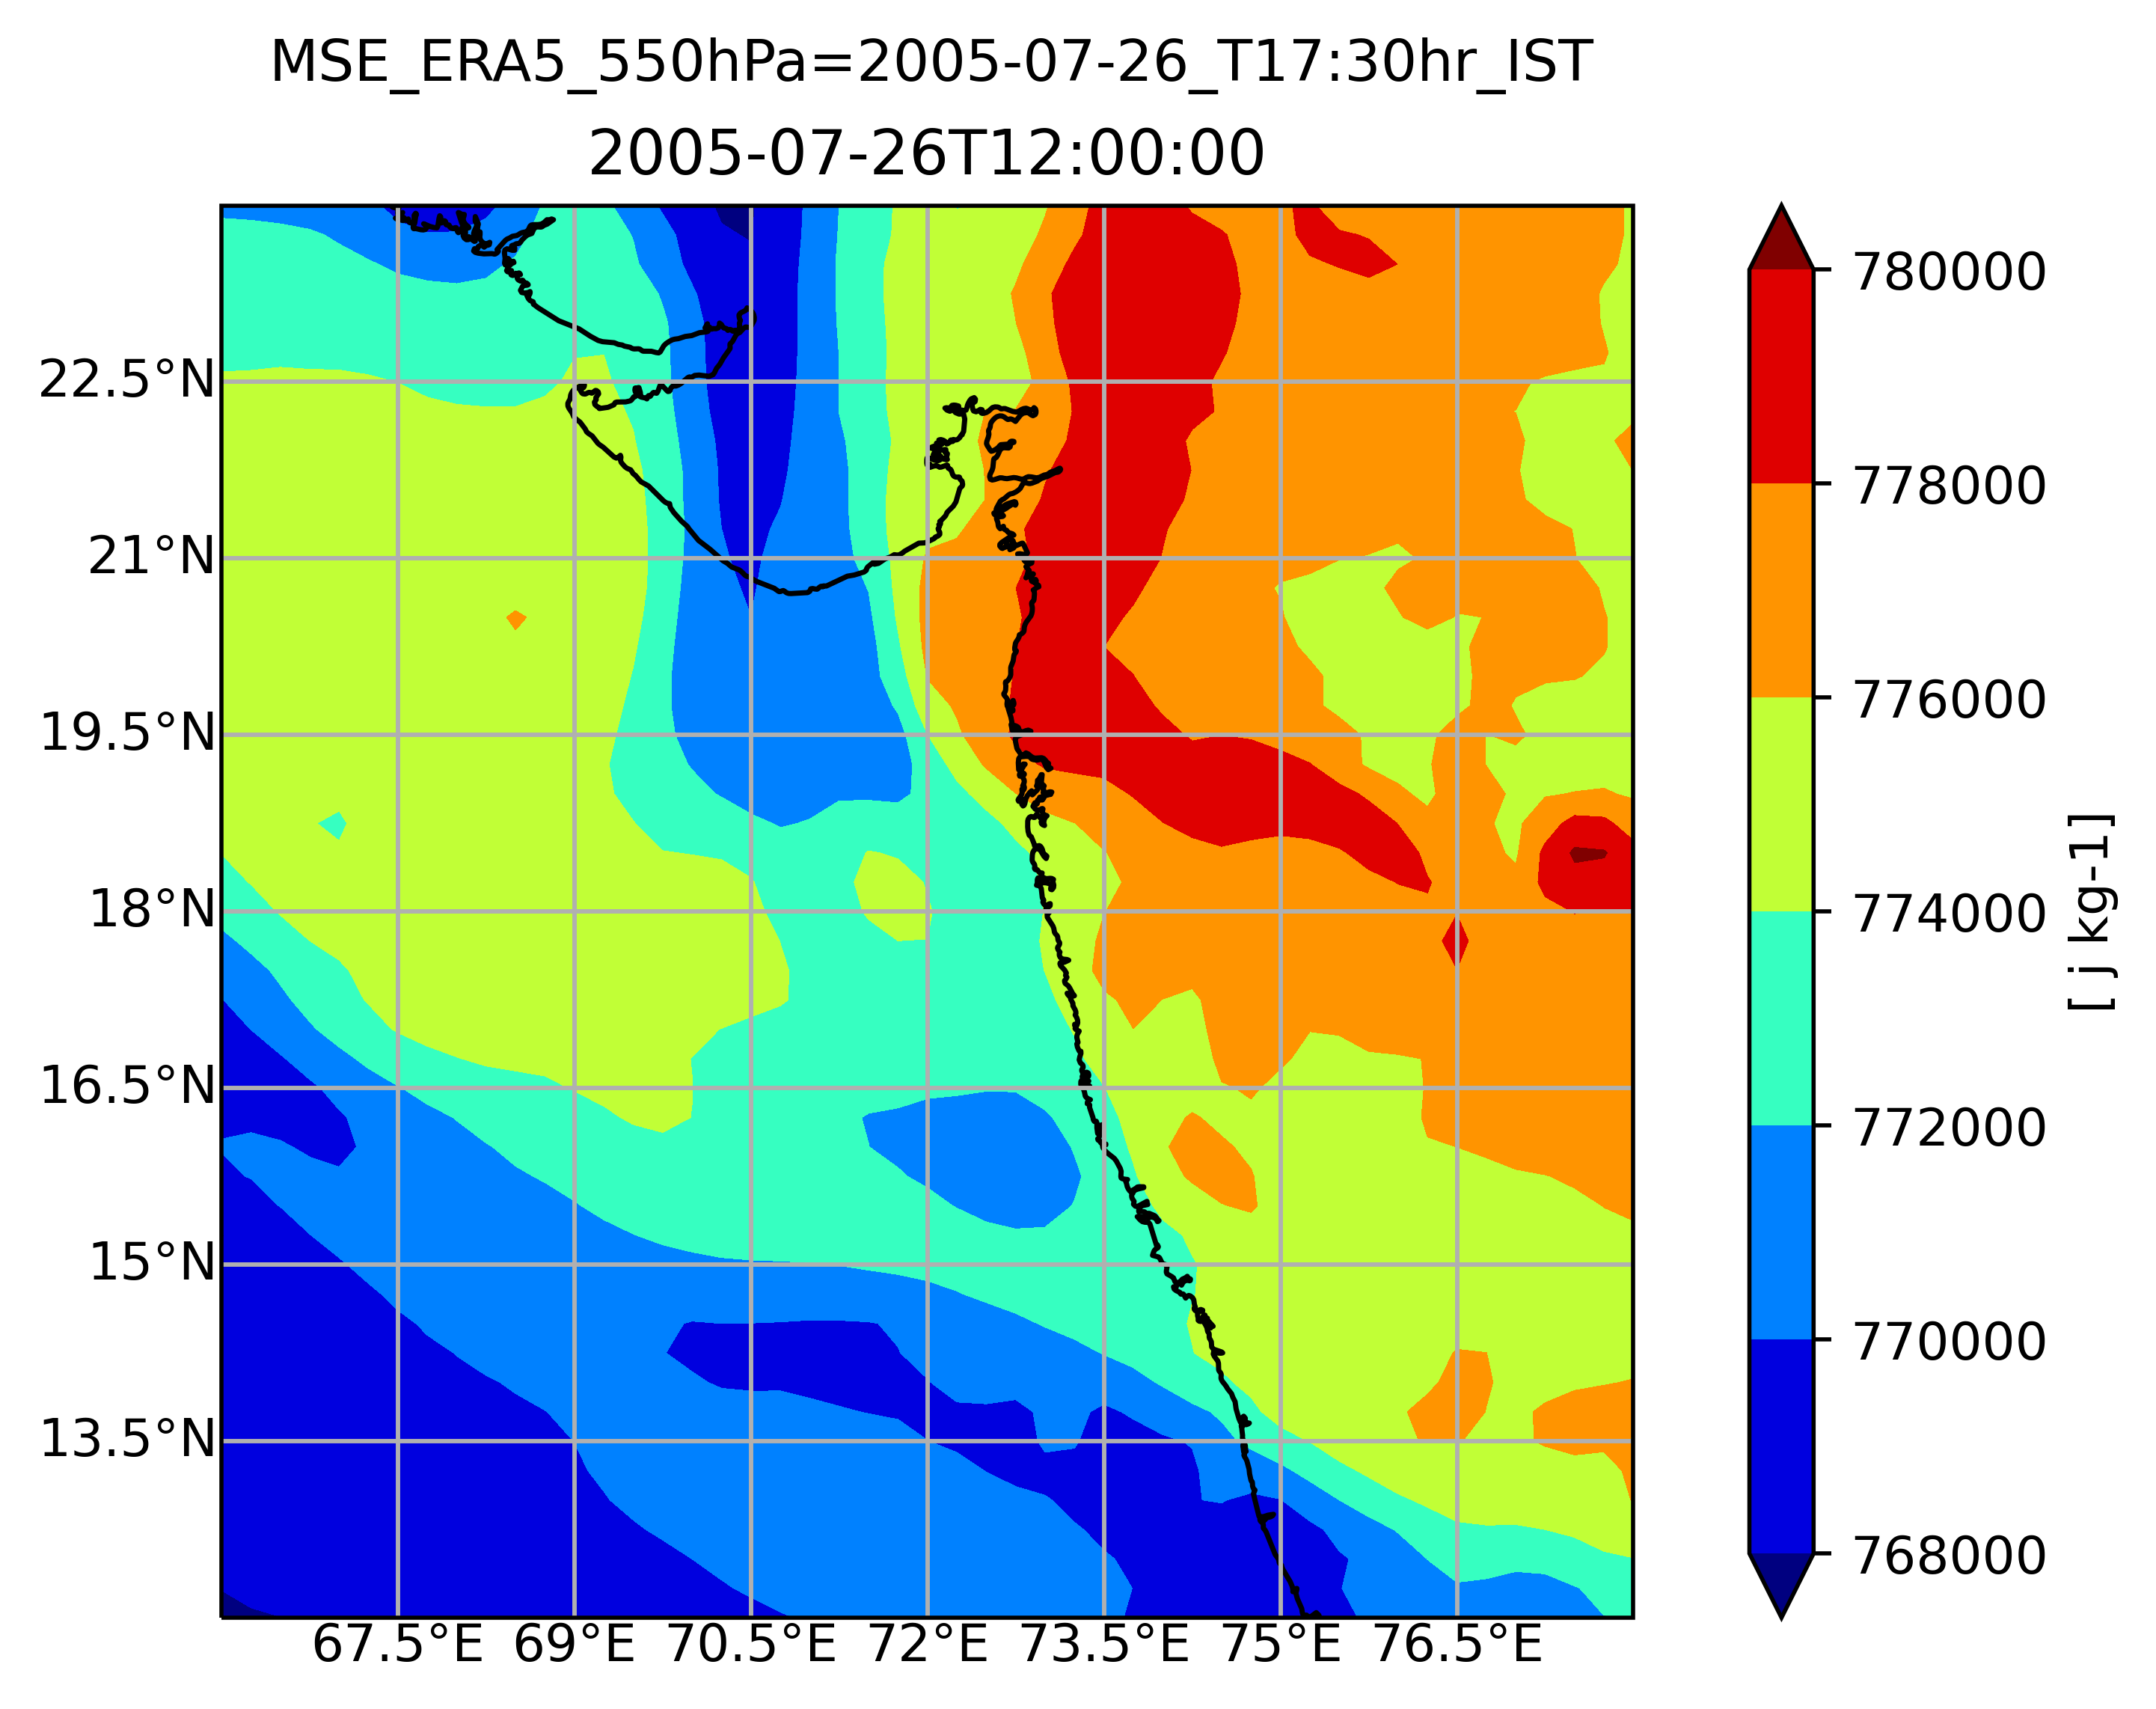 MSE_ERA5_550hPa=2005-07-26_T17:30hr_IST
2005-07-26T12:00:00
22.5°N
21°N
19.5°N
18°N
16.5°N
15°N
13.5°N
67.5°E 69°E 70.5°E 72°E 73.5°E 75°E 76.5°E
780000
778000
776000
774000
772000
770000
768000
[ j kg-1]